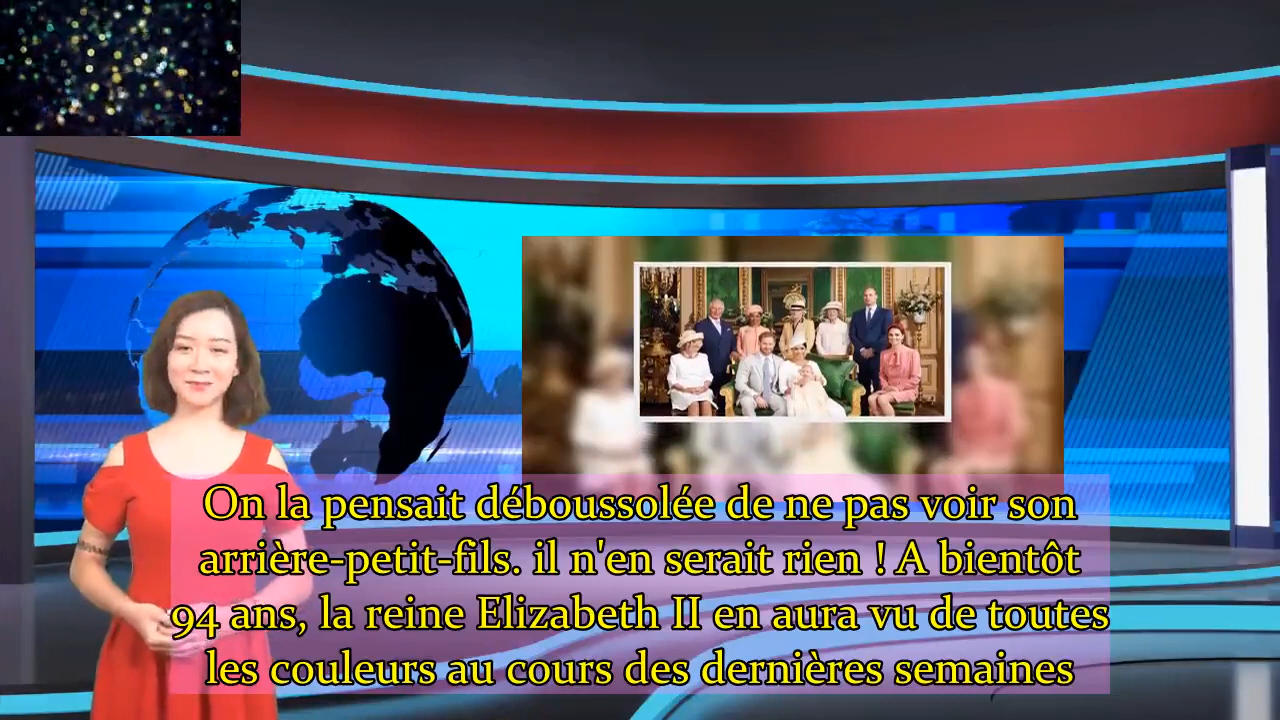 On la pensait déboussolée de ne pas voir son
arrière-petit-fils. il n'en serait rien ! A bientôt
94 ans, la reine Elizabeth II en aura vu de toutes
les couleurs au cours des dernières semaines